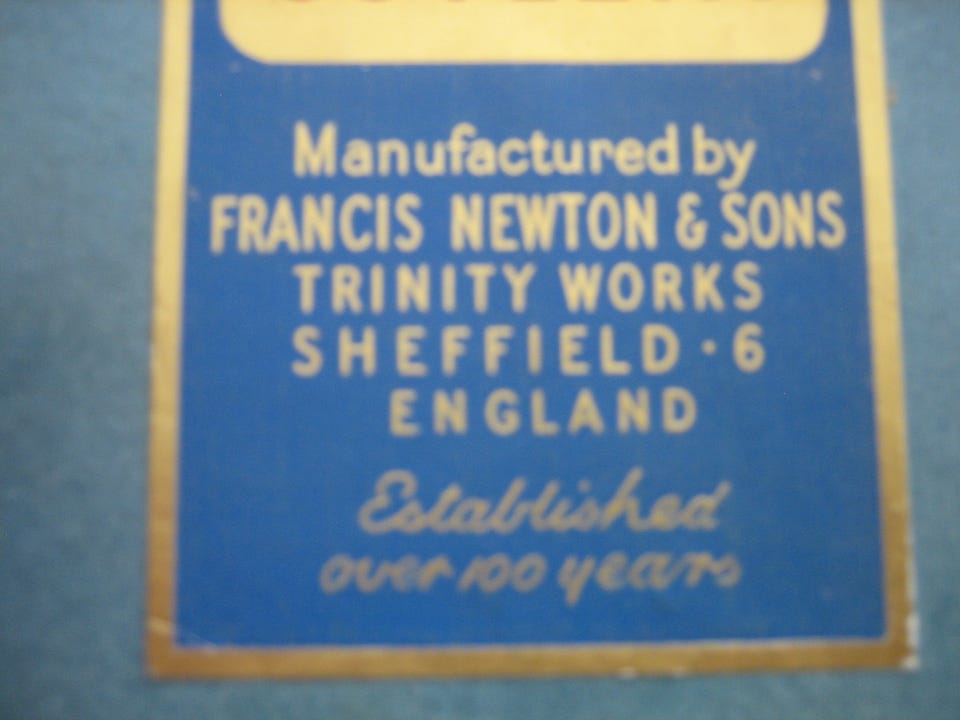 Manufactured by
FRANCIS NEWTON & SONS
TRINITY WORKS
SHEFFIELD · 6
ENGLAND
Established
over 100 years